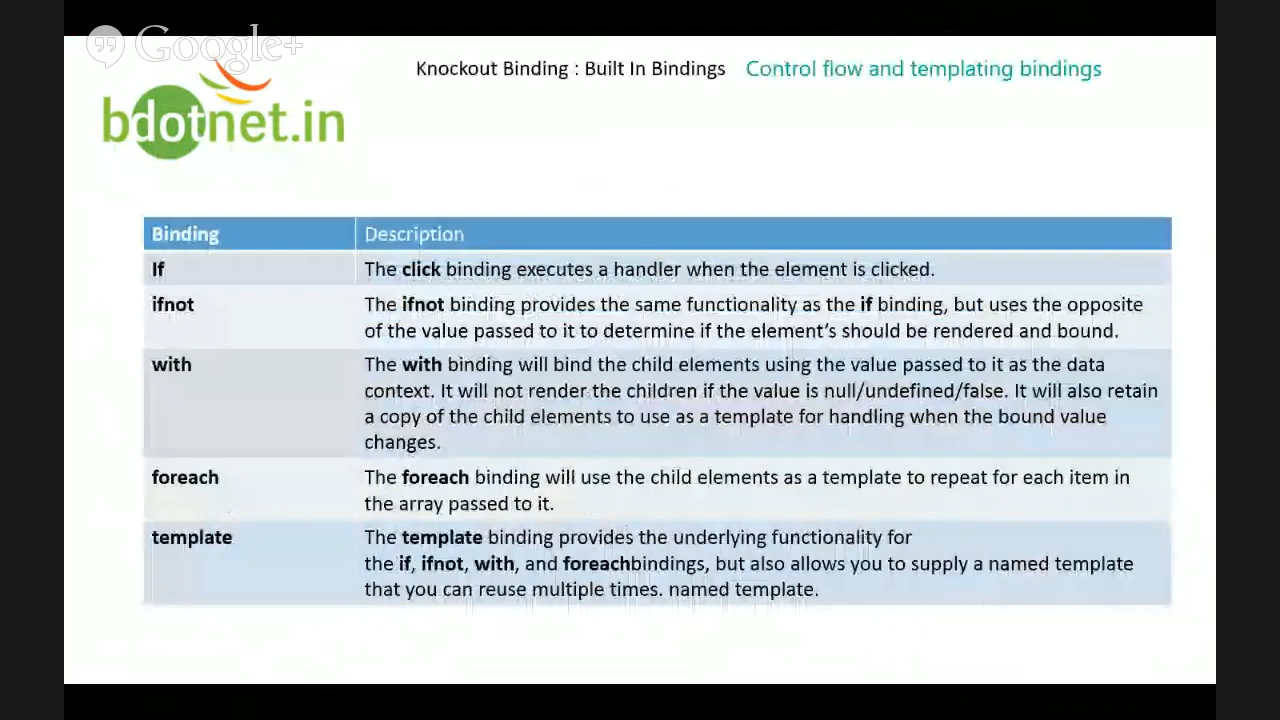 Google+
Knockout Binding : Built In Bindings Control flow and templating bindings
bdotnet.in
Binding Description
If The click binding executes a handler when the element is clicked.
ifnot The ifnot binding provides the same functionality as the if binding, but uses the opposite
of the value passed to it to determine if the element's should be rendered and bound.
with The with binding will bind the child elements using the value passed to it as the data
context. It will not render the children if the value is null/undefined/false. It will also retain
a copy of the child elements to use as a template for handling when the bound value
changes.
foreach The foreach binding will use the child elements as a template to repeat for each item in
the array passed to it.
template The template binding provides the underlying functionality for
the if, ifnot, with, and foreachbindings, but also allows you to supply a named template
that you can reuse multiple times. named template.